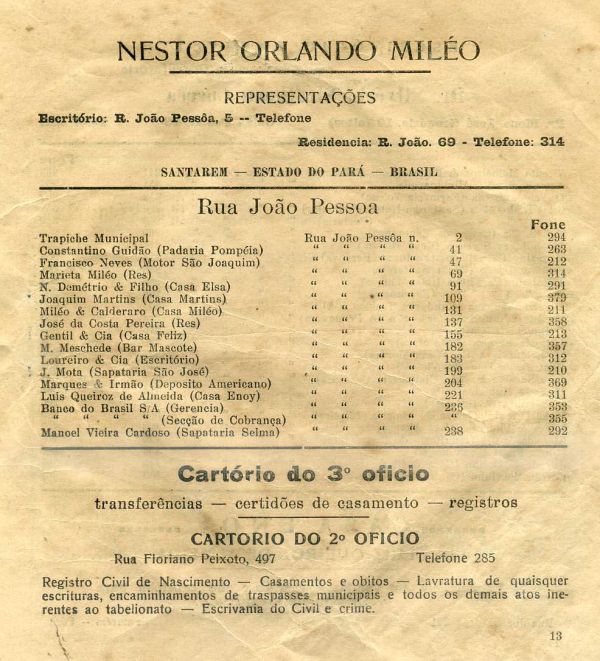 NESTOR ORLANDO MILÉO
REPRESENTAÇÕES
Escritório: R. João Pessôa, 5 -- Telefone
Residencia: R. João. 69 - Telefone: 314
SANTAREM — ESTADO DO PARÁ — BRASIL
Rua João Pessoa
Fone
Trapiche Municipal Rua João Pessôa n. 2 294
Constantino Guidão (Padaria Pompéia) “ “ “ “ 41 263
Francisco Neves (Motor São Joaquim) “ “ “ “ 47 212
Marieta Miléo (Res) “ “ “ “ 69 314
N. Demétrio & Filho (Casa Elsa) “ “ “ “ 91 291
Joaquim Martins (Casa Martins) “ “ “ “ 109 379
Miléo & Calderaro (Casa Miléo) “ “ “ “ 131 211
José da Costa Pereira (Res) “ “ “ “ 137 358
Gentil & Cia (Casa Feliz) “ “ “ “ 155 213
M. Meschede (Bar Mascote) “ “ “ “ 182 357
Loureiro & Cia (Escritório) “ “ “ “ 183 312
J. Mota (Sapataria São José) “ “ “ “ 199 210
Marques & Irmão (Deposito Americano) “ “ “ “ 204 369
Luis Queiroz de Almeida (Casa Enoy) “ “ “ “ 221 311
Banco do Brasil S/A (Gerencia) “ “ “ “ 236 353
“ “ “ “ (Secção de Cobrança) “ “ “ “ “ 355
Manoel Vieira Cardoso (Sapataria Selma) “ “ “ “ 238 292
Cartório do 3º oficio
transferências — certidões de casamento — registros
CARTORIO DO 2º OFICIO
Rua Floriano Peixoto, 497 Telefone 285
Registro Civil de Nascimento — Casamentos e obitos — Lavratura de quaisquer
escrituras, encaminhamentos de traspasses municipais e todos os demais atos ine-
rentes ao tabelionato — Escrivania do Civil e crime.
13